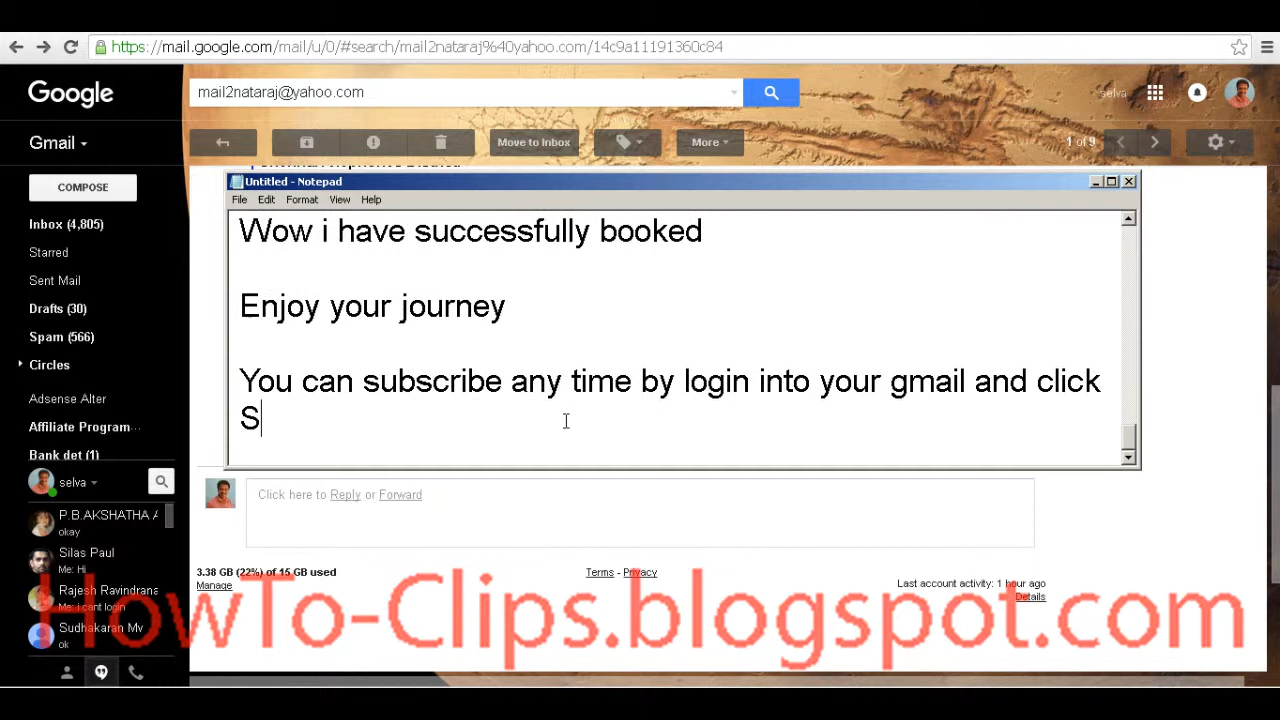 https://mail.google.com/mail/u/0/#search/mail2nataraj%40yahoo.com/14c9a11191360c84
Google
mail2nataraj@yahoo.com
selva
Gmail
Move to Inbox
More
1 of 9
COMPOSE
Untitled - Notepad
File Edit Format View Help
Inbox (4,805)
Starred
Sent Mail
Drafts (30)
Spam (566)
Circles
Adsense Alter
Affiliate Program...
Bank det (1)
Wow i have successfully booked
Enjoy your journey
You can subscribe any time by login into your gmail and click
S
selva
P.B.AKSHATHA A
okay
Silas Paul
Me: Hi
Rajesh Ravindrana
Me: i cant login
Sudhakaran Mv
ok
Click here to Reply or Forward
3.38 GB (22%) of 15 GB used
Manage
Terms - Privacy
Last account activity: 1 hour ago
Details
HowTo-Clips.blogspot.com